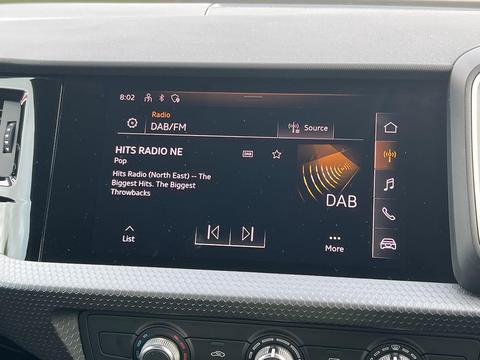 8:02
Radio
DAB/FM
Source
HITS RADIO NE
DAB
Pop
Hits Radio (North East) -- The
Biggest Hits. The Biggest
Throwbacks
DAB
List
More